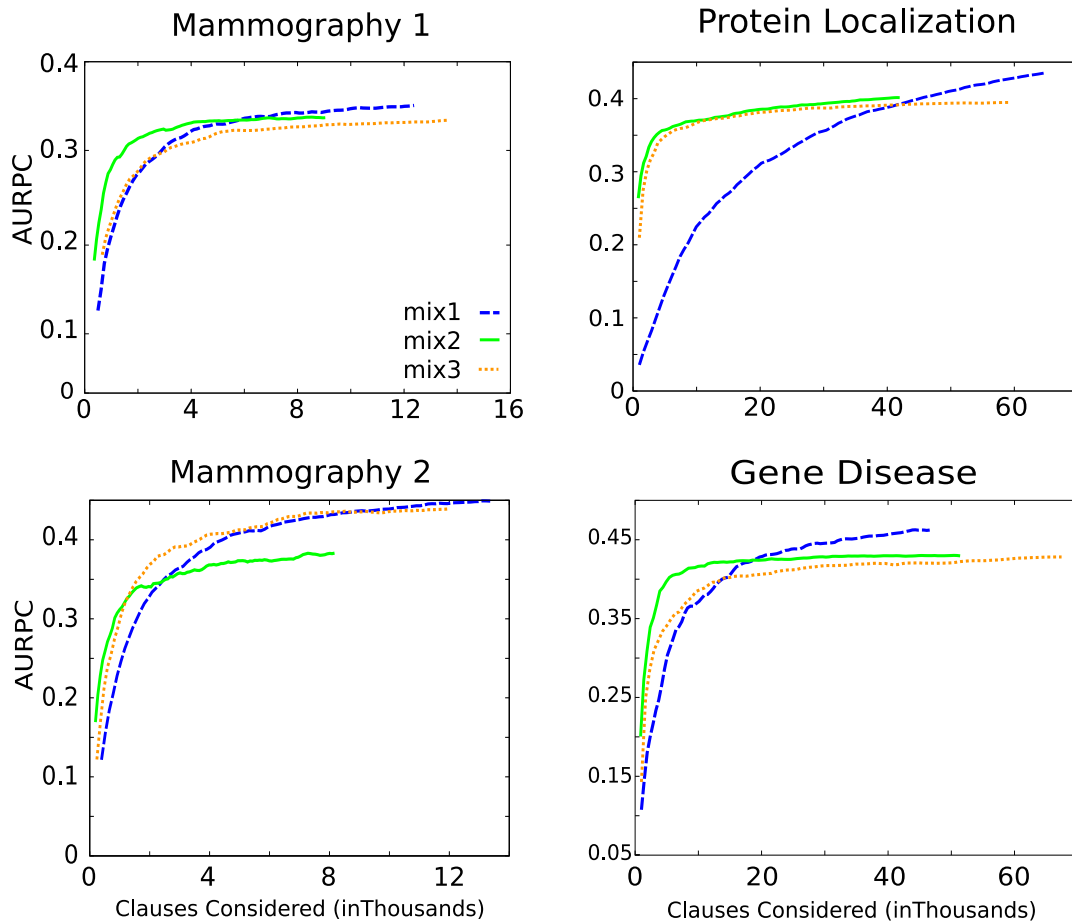 Mammography 1
0.4
0.3
0.2
0.1
0
AURPC
mix1
mix2
mix3
0 4 8 12 16
Protein Localization
0.4
0.3
0.2
0.1
0
0 20 40 60
Mammography 2
0.4
0.3
0.2
0.1
0
AURPC
0 4 8 12
Clauses Considered (inThousands)
Gene Disease
0.45
0.35
0.25
0.15
0.05
0 20 40 60
Clauses Considered (inThousands)